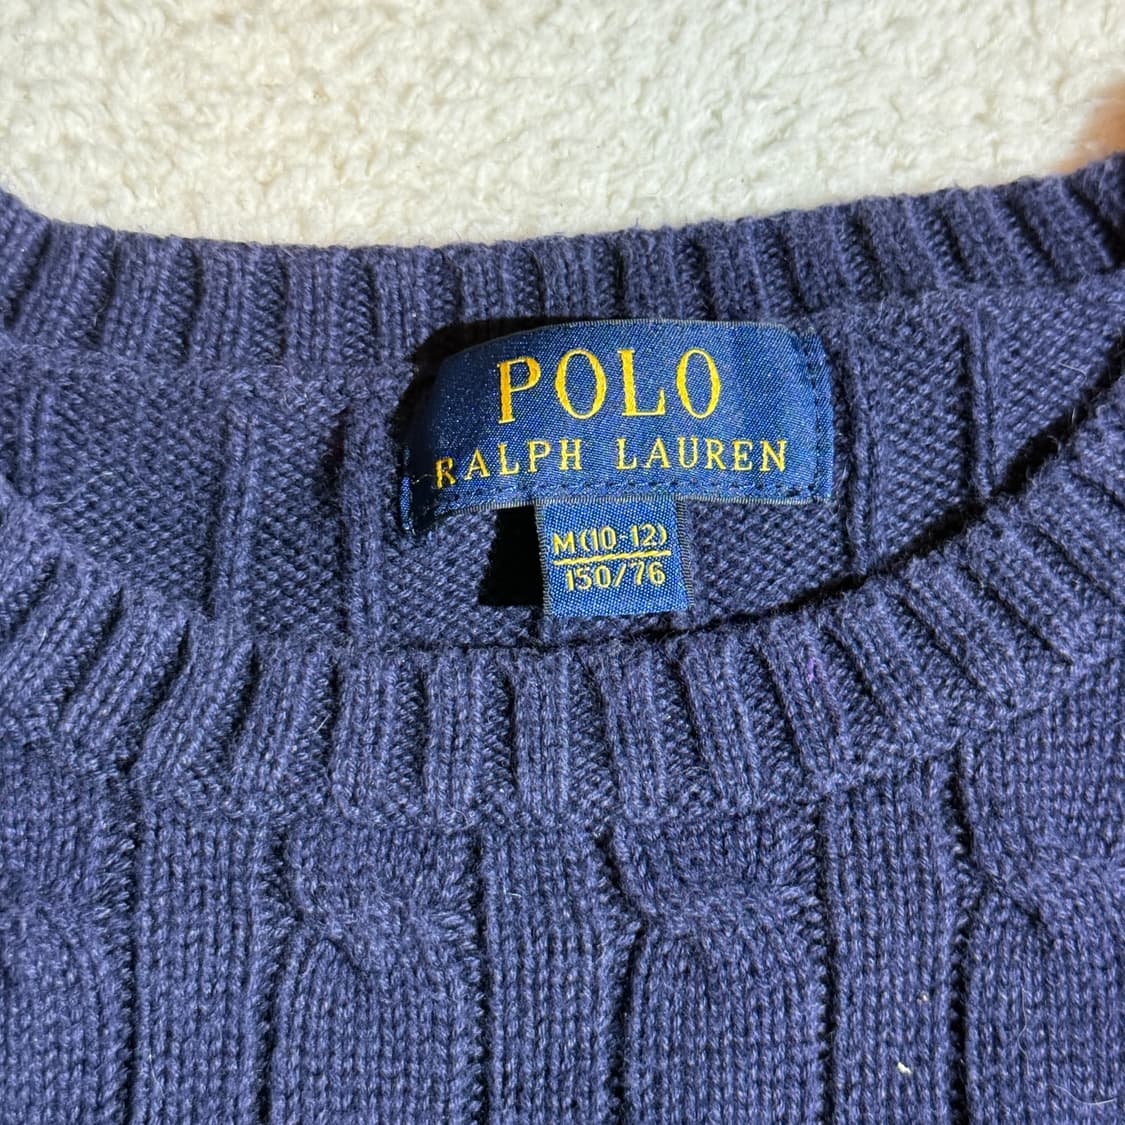 POLO
RALPH LAUREN
M(10-12)
150/76